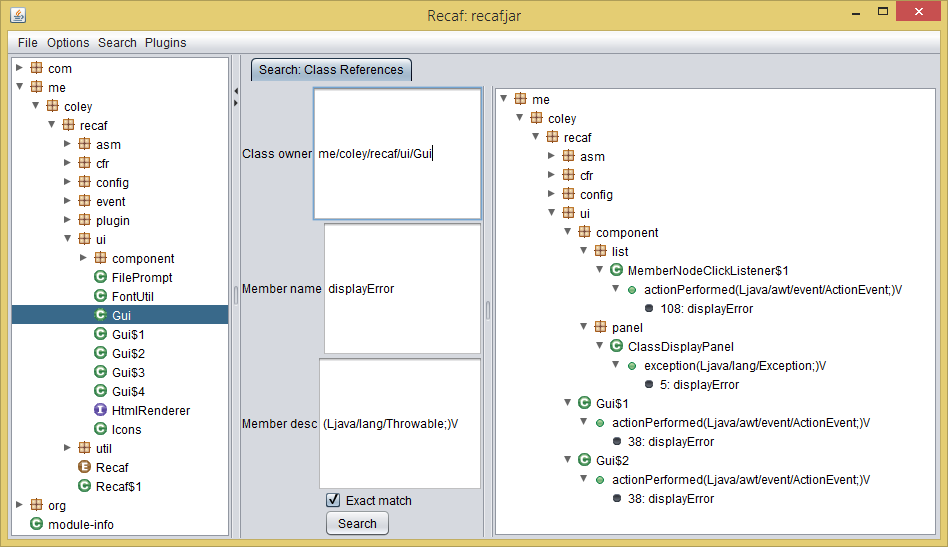 Recaf: recaf.jar
File Options Search Plugins
com
me
coley
recaf
asm
cfr
config
event
plugin
ui
component
FilePrompt
FontUtil
Gui
Gui$1
Gui$2
Gui$3
Gui$4
HtmlRenderer
Icons
util
Recaf
Recaf$1
org
module-info
Search: Class References
Class owner me/coley/recaf/ui/Gui
Member name displayError
Member desc (Ljava/lang/Throwable;)V
Exact match
Search
me
coley
recaf
asm
cfr
config
ui
component
list
MemberNodeClickListener$1
actionPerformed(Ljava/awt/event/ActionEvent;)V
108: displayError
panel
ClassDisplayPanel
exception(Ljava/lang/Exception;)V
5: displayError
Gui$1
actionPerformed(Ljava/awt/event/ActionEvent;)V
38: displayError
Gui$2
actionPerformed(Ljava/awt/event/ActionEvent;)V
38: displayError